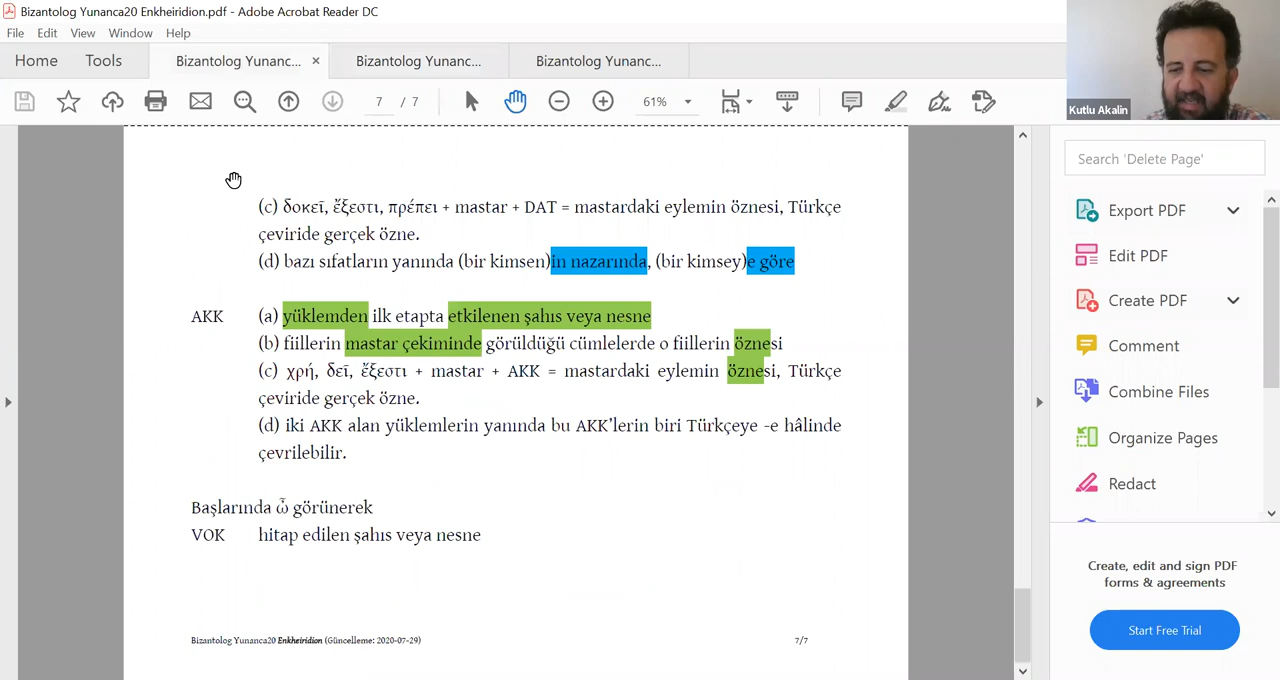 Bizantolog Yunanca20 Enkheiridion.pdf - Adobe Acrobat Reader DC
File Edit View Window Help
Home Tools Bizantolog Yunanc... × Bizantolog Yunanc... Bizantolog Yunanc...
7 / 7 61%
Kutlu Akalin
Search 'Delete Page'
Export PDF
Edit PDF
Create PDF
Comment
Combine Files
Organize Pages
Redact
Create, edit and sign PDF
forms & agreements
Start Free Trial
(c) δοκεῖ, ἔξεστι, πρέπει + mastar + DAT = mastardaki eylemin öznesi, Türkçe
çeviride gerçek özne.
(d) bazı sıfatların yanında (bir kimsen)in nazarında, (bir kimsey)e göre
AKK (a) yüklemden ilk etapta etkilenen şahıs veya nesne
(b) fiillerin mastar çekiminde görüldüğü cümlelerde o fiillerin öznesi
(c) χρή, δεῖ, ἔξεστι + mastar + AKK = mastardaki eylemin öznesi, Türkçe
çeviride gerçek özne.
(d) iki AKK alan yüklemlerin yanında bu AKK’lerin biri Türkçeye -e hâlinde
çevrilebilir.
Başlarında ὦ görünerek
VOK hitap edilen şahıs veya nesne
Bizantolog Yunanca20 Enkheiridion (Güncelleme: 2020-07-29) 7/7